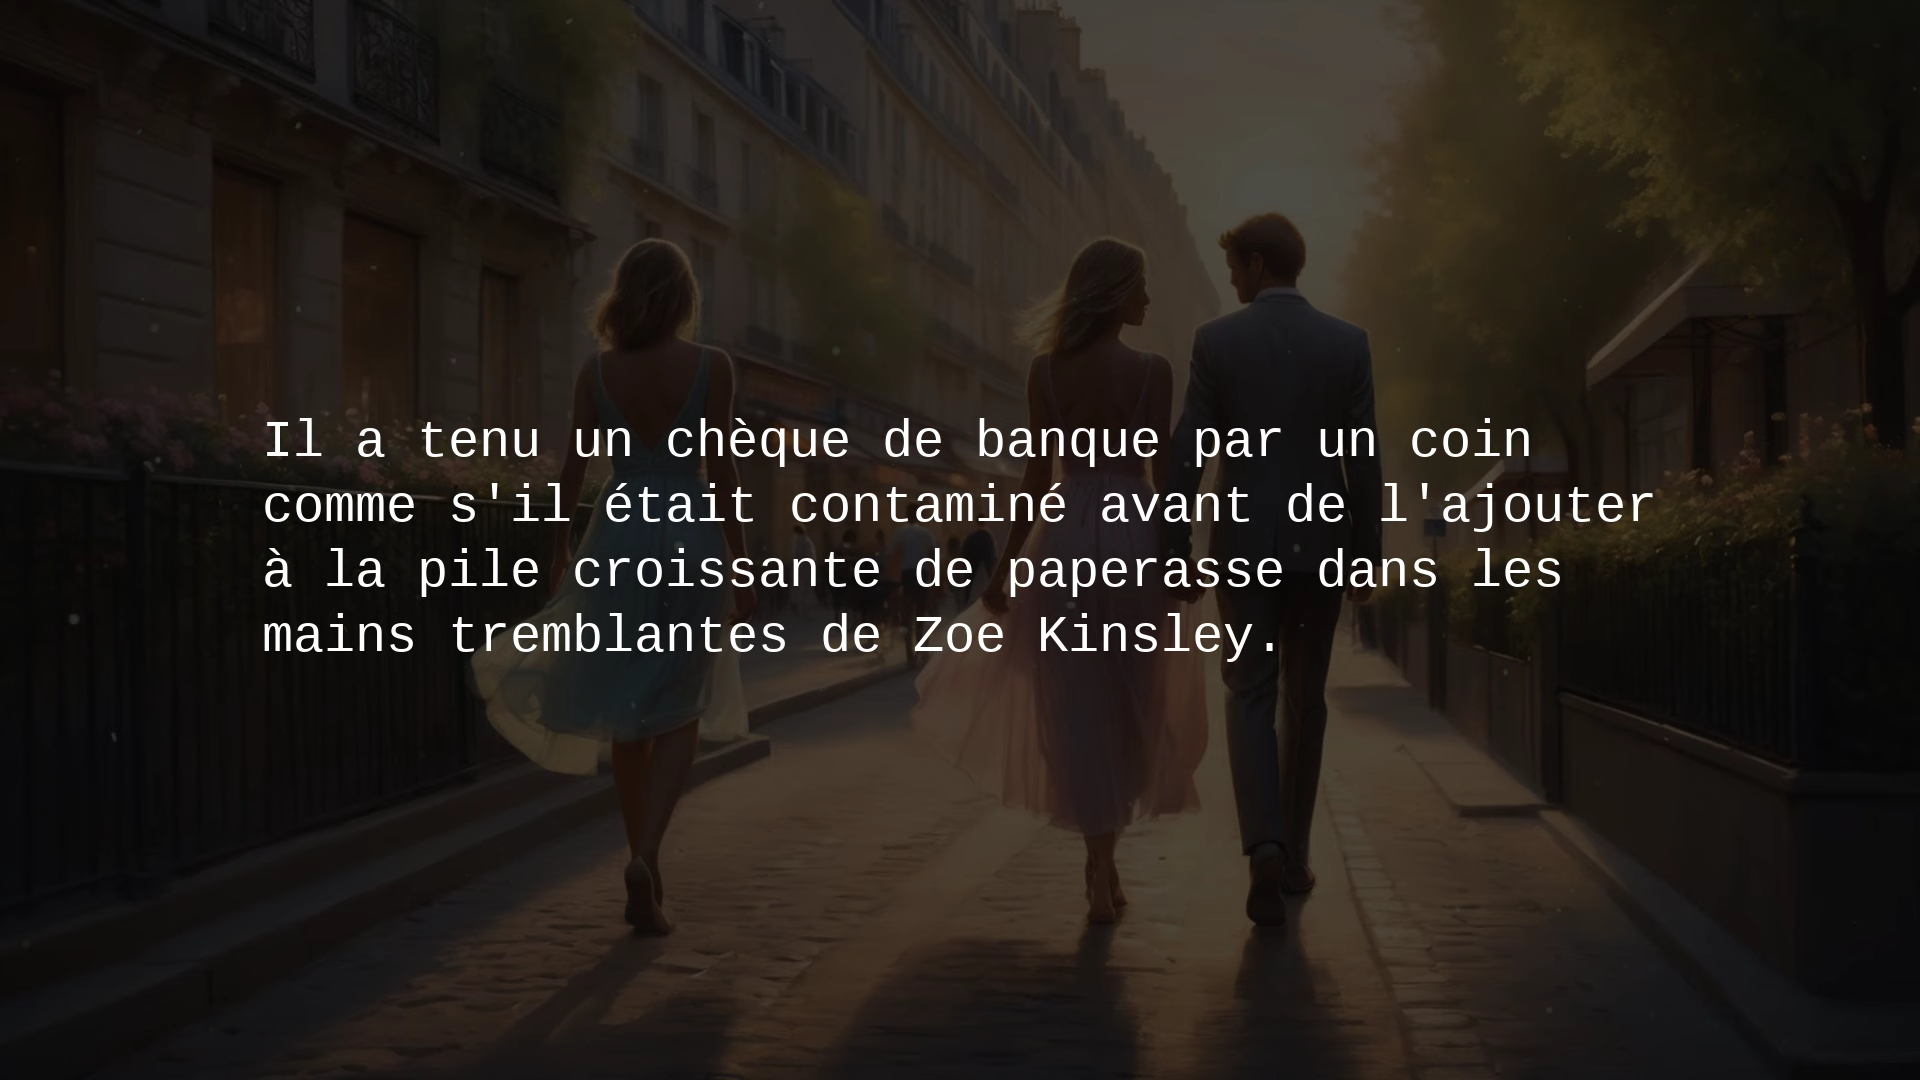 Il a tenu un chèque de banque par un coin
comme s'il était contaminé avant de l'ajouter
à la pile croissante de paperasse dans les
mains tremblantes de Zoe Kinsley.